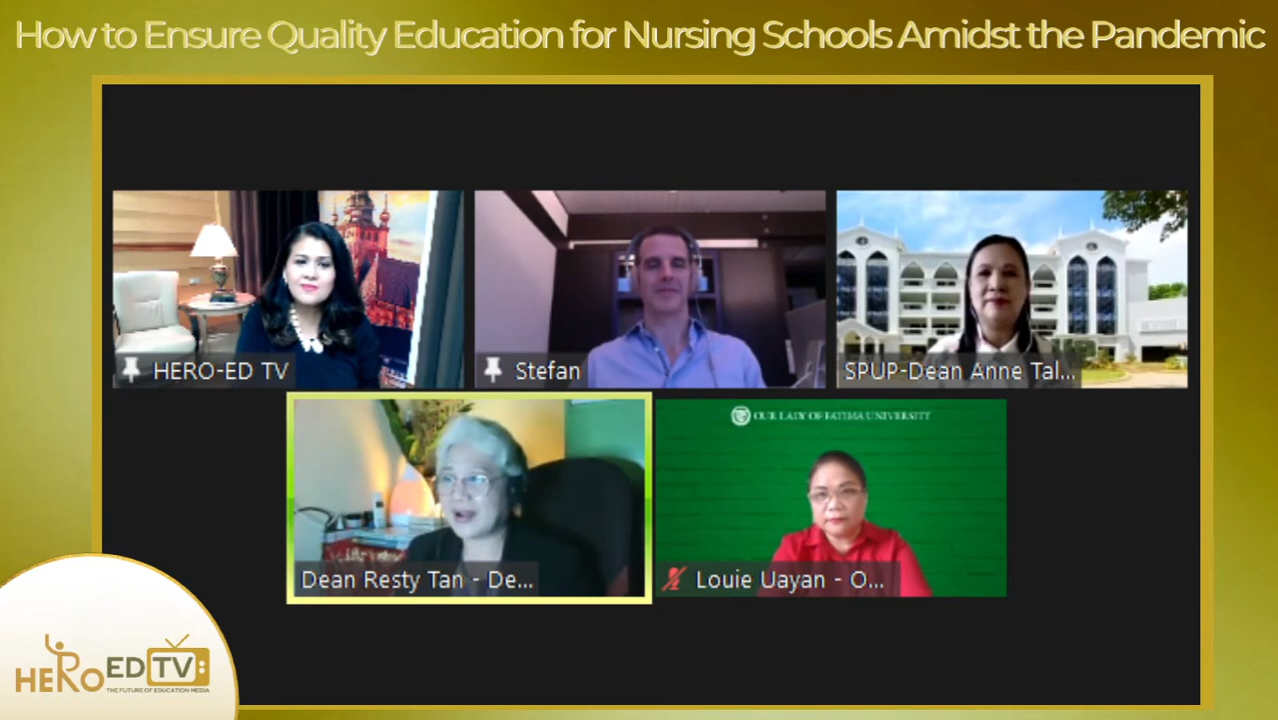 How to Ensure Quality Education for Nursing Schools Amidst the Pandemic
HERO-ED TV
Stefan
SPUP-Dean Anne Tal...
OUR LADY OF FATIMA UNIVERSITY
Dean Resty Tan - De...
Louie Uayan - O...
HERO ED TV
THE FUTURE OF EDUCATION MEDIA